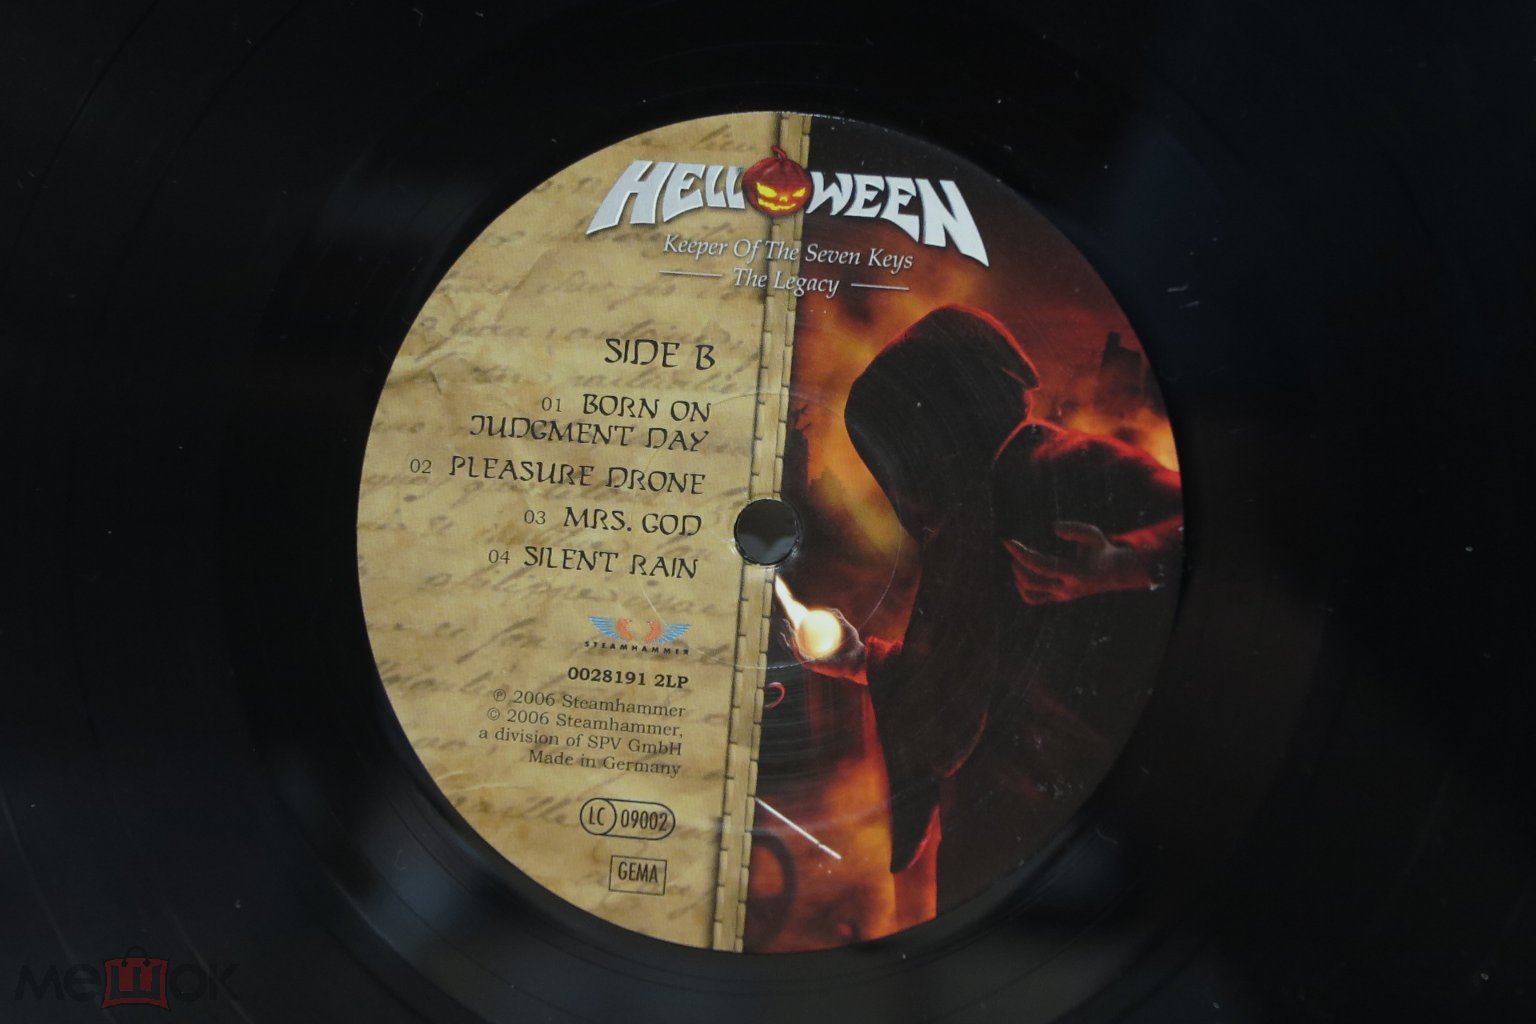 HELLOWEEN
Keeper Of The Seven Keys
The Legacy
SIDE B
01 BORN ON
JUDGMENT DAY
02 PLEASURE DRONE
03 MRS. GOD
04 SILENT RAIN
STEAMHAMMER
0028191 2LP
℗ 2006 Steamhammer
© 2006 Steamhammer,
a division of SPV GmbH
Made in Germany
LC 09002
GEMA
мешок